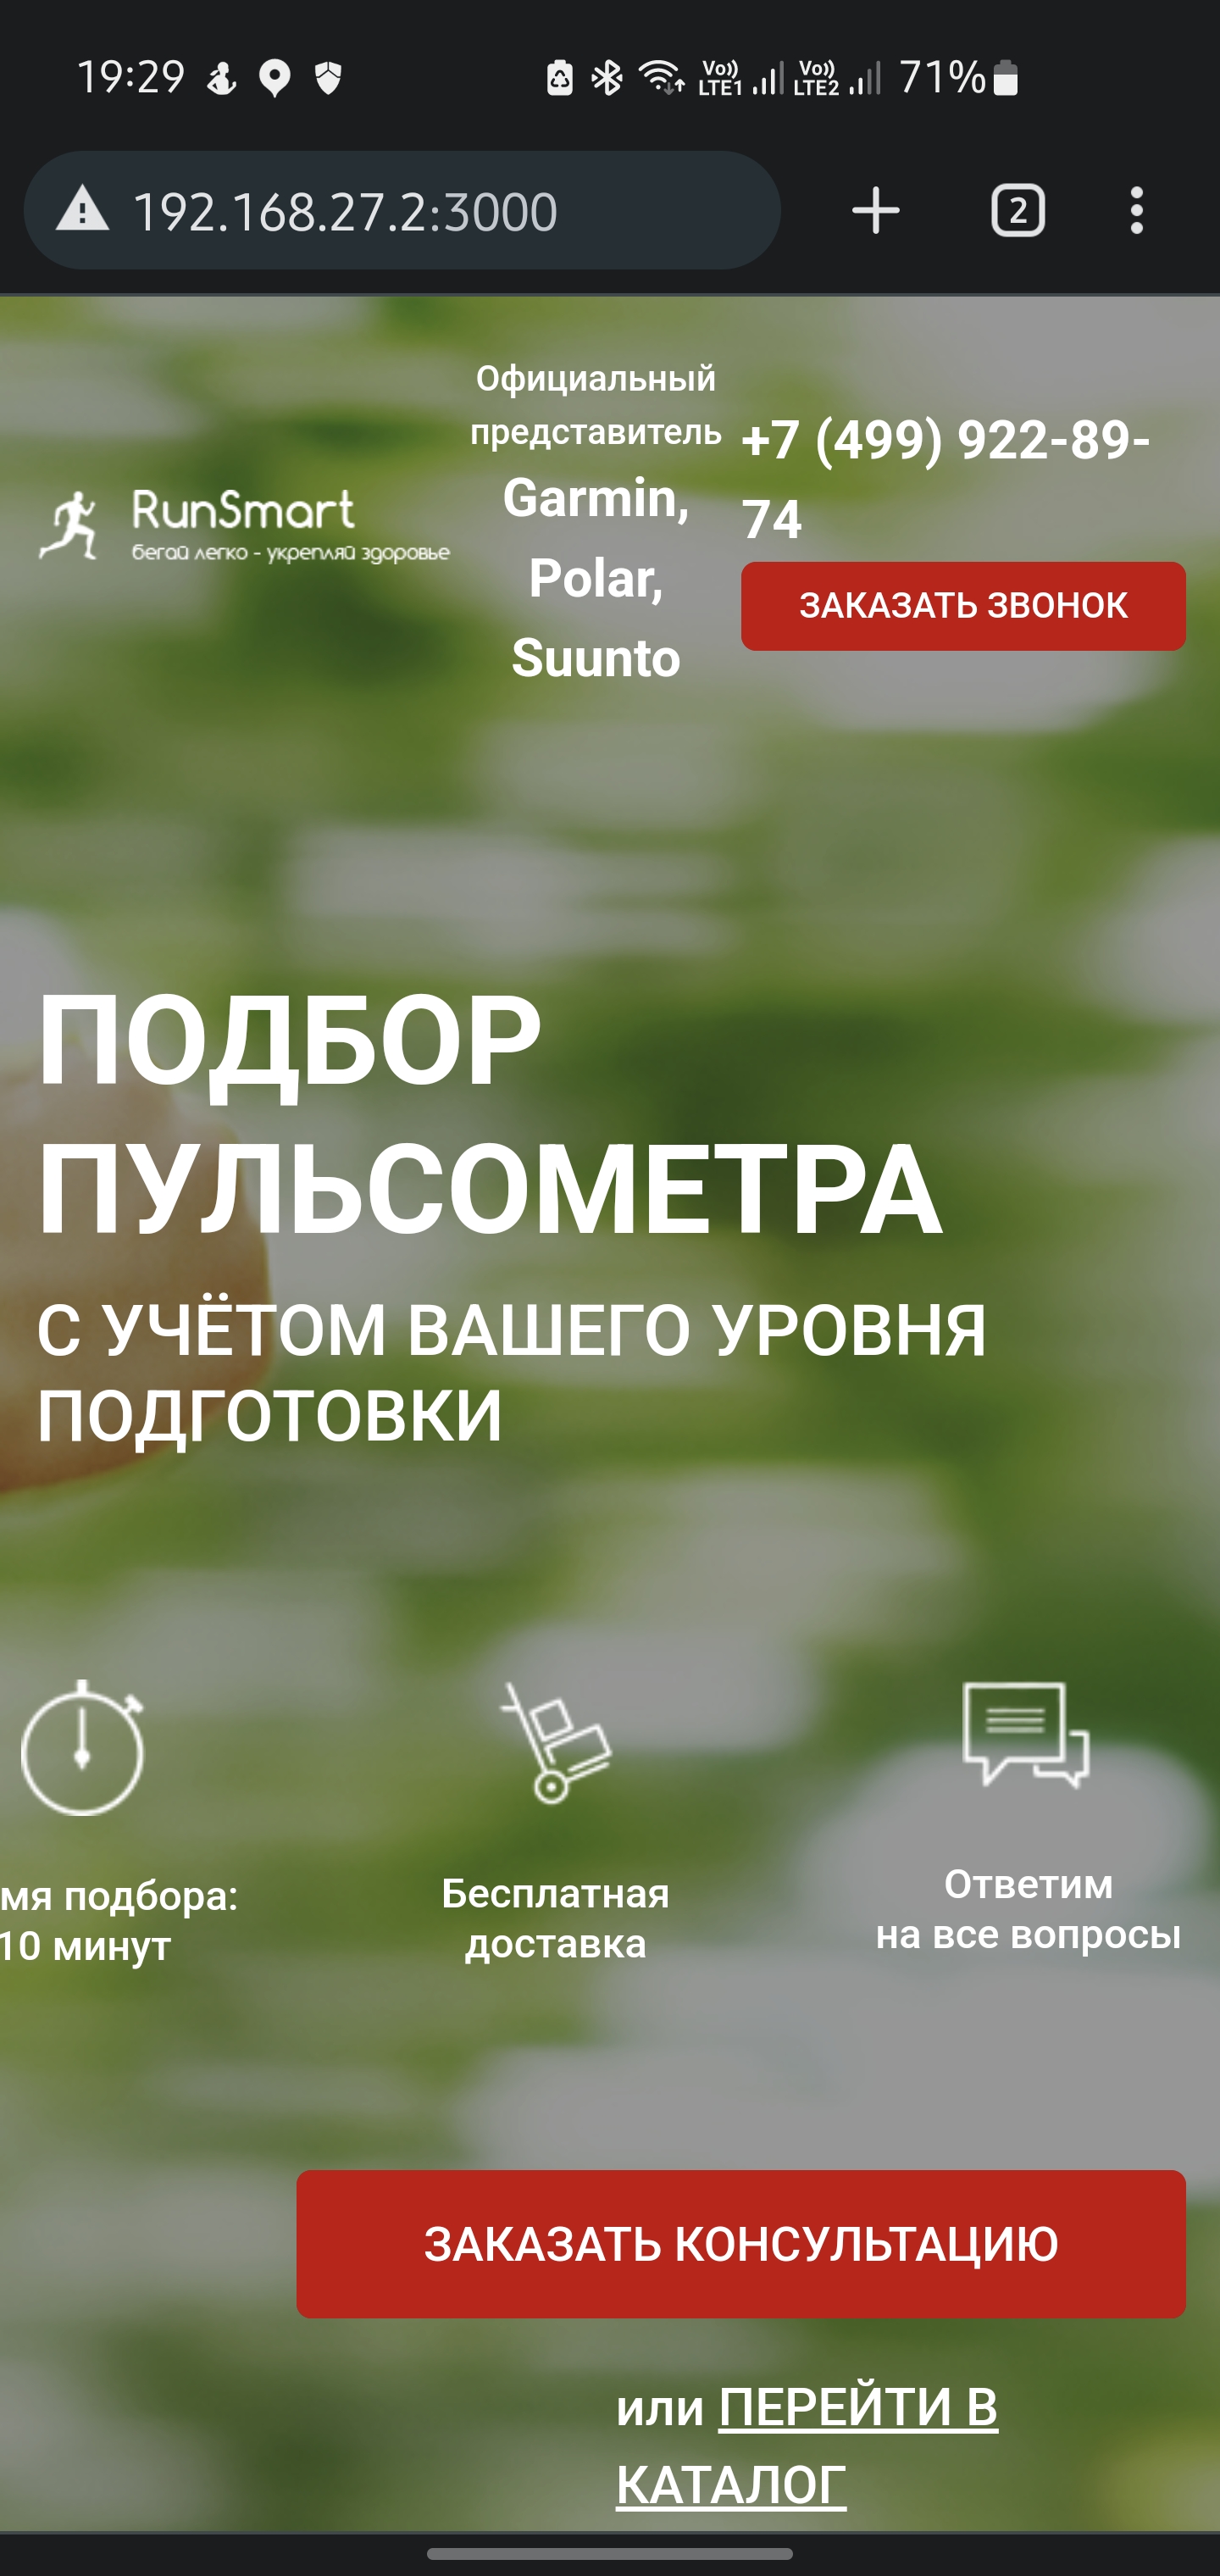 19:29
Vo)) LTE1
Vo)) LTE2
71%
192.168.27.2:3000
2
Официальный
представитель
Garmin,
Polar,
Suunto
+7 (499) 922-89-
74
RunSmart
бегай легко - укрепляй здоровье
ЗАКАЗАТЬ ЗВОНОК
ПОДБОР
ПУЛЬСОМЕТРА
С УЧЁТОМ ВАШЕГО УРОВНЯ
ПОДГОТОВКИ
мя подбора:
10 минут
Бесплатная
доставка
Ответим
на все вопросы
ЗАКАЗАТЬ КОНСУЛЬТАЦИЮ
или ПЕРЕЙТИ В
КАТАЛОГ